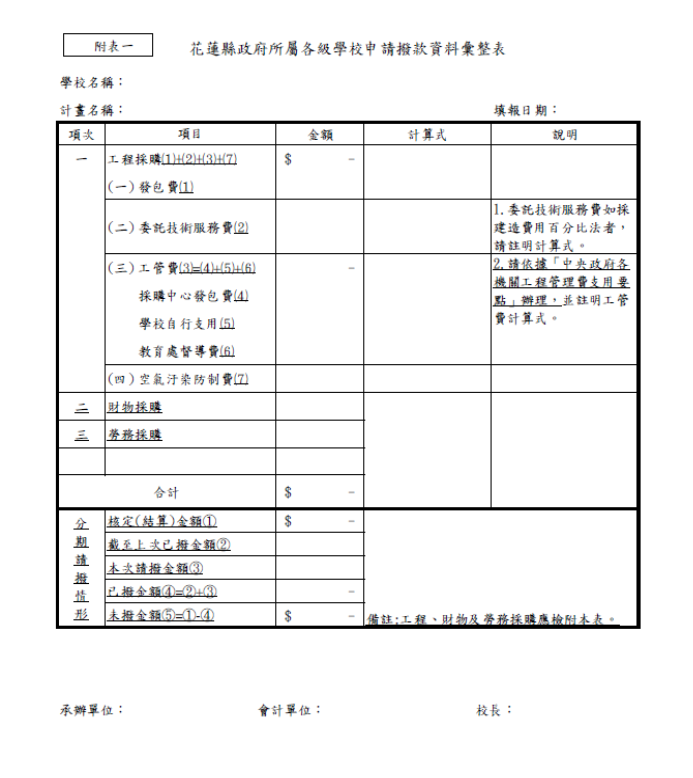 附表一
花蓮縣政府所屬各級學校申請撥款資料彙整表
學校名稱：
計畫名稱： 填報日期：
項次 項目 金額 計算式 說明
一 工程採購(1)+(2)+(3)+(7) $ -
(一)發包費(1)
(二)委託技術服務費(2)
1. 委託技術服務費如採
建造費用百分比法者，
請註明計算式。
(三)工管費(3)=(4)+(5)+(6) -
採購中心發包費(4)
學校自行支用(5)
教育處督導費(6)
2. 請依據「中央政府各
機關工程管理費支用要
點」辦理，並註明工管
費計算式。
(四)空氣汙染防制費(7)
二 財物採購
三 勞務採購
合計 $ -
分期請撥情形
核定(結算)金額① $ -
截至上次已撥金額②
本次請撥金額③
已撥金額④=②+③ -
未撥金額⑤=①-④ $ -
備註:工程、財物及勞務採購應檢附本表。
承辦單位： 會計單位： 校長：